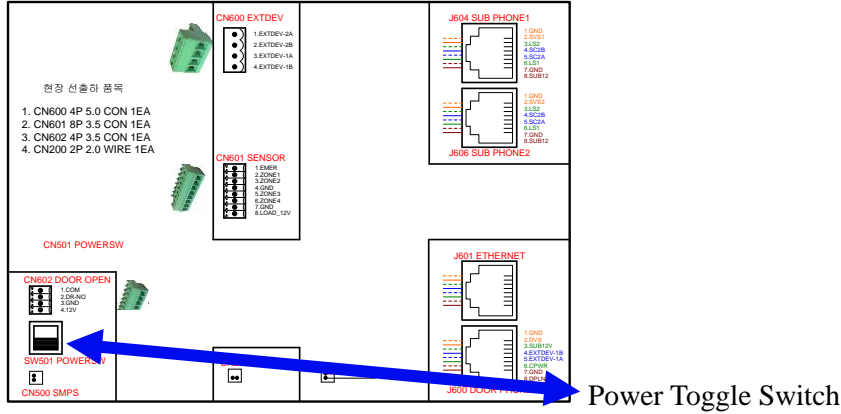 CN600 EXTDEV
1.EXTDEV-2A
2.EXTDEV-2B
3.EXTDEV-1A
4.EXTDEV-1B
J604 SUB PHONE1
1.GND
2.SVS1
3.LS2
4.SC2B
5.SC2A
6.LS1
7.GND
8.SUB12
현장 선출하 품목
1. CN600 4P 5.0 CON 1EA
2. CN601 8P 3.5 CON 1EA
3. CN602 4P 3.5 CON 1EA
4. CN200 2P 2.0 WIRE 1EA
1.GND
2.SVS2
3.LS2
4.SC2B
5.SC2A
6.LS1
7.GND
8.SUB12
J606 SUB PHONE2
CN601 SENSOR
1.EMER
2.ZONE1
3.ZONE2
4.GND
5.ZONE3
6.ZONE4
7.GND
8.LOAD_12V
CN501 POWERSW
J601 ETHERNET
CN602 DOOR OPEN
1.COM
2.DR-NO
3.GND
4.12V
SW501 POWERSW
CN500 SMPS
1.GND
2.DVS
3.SUB12V
4.EXTDEV-1B
5.EXTDEV-1A
6.CPWR
7.GND
8.DPLN
J600 DOOR
Power Toggle Switch